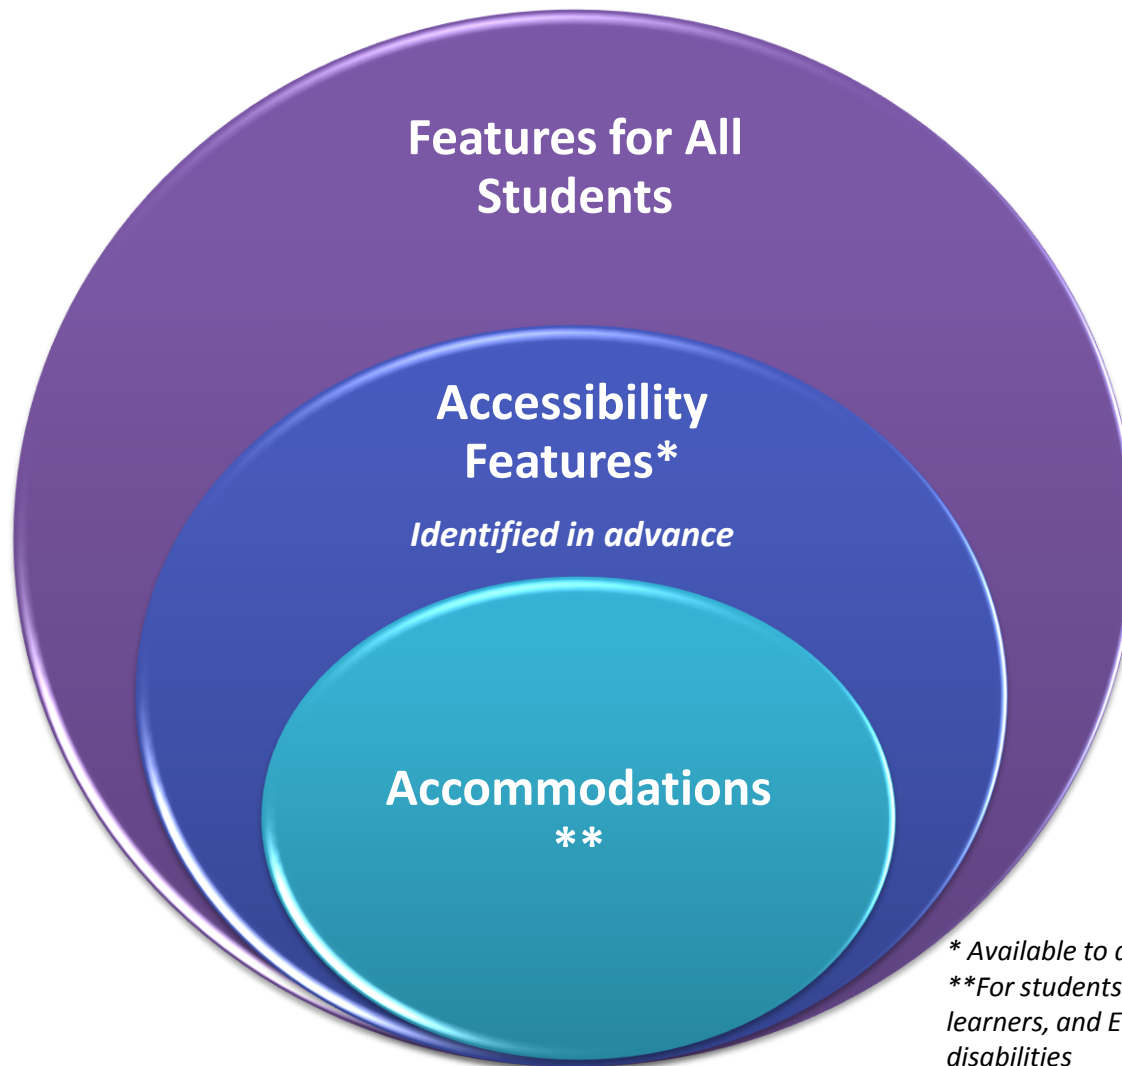 Features for All
Students
Accessibility
Features*
Identified in advance
Accommodations
**
* Available to
**For students
learners, and
disabilities